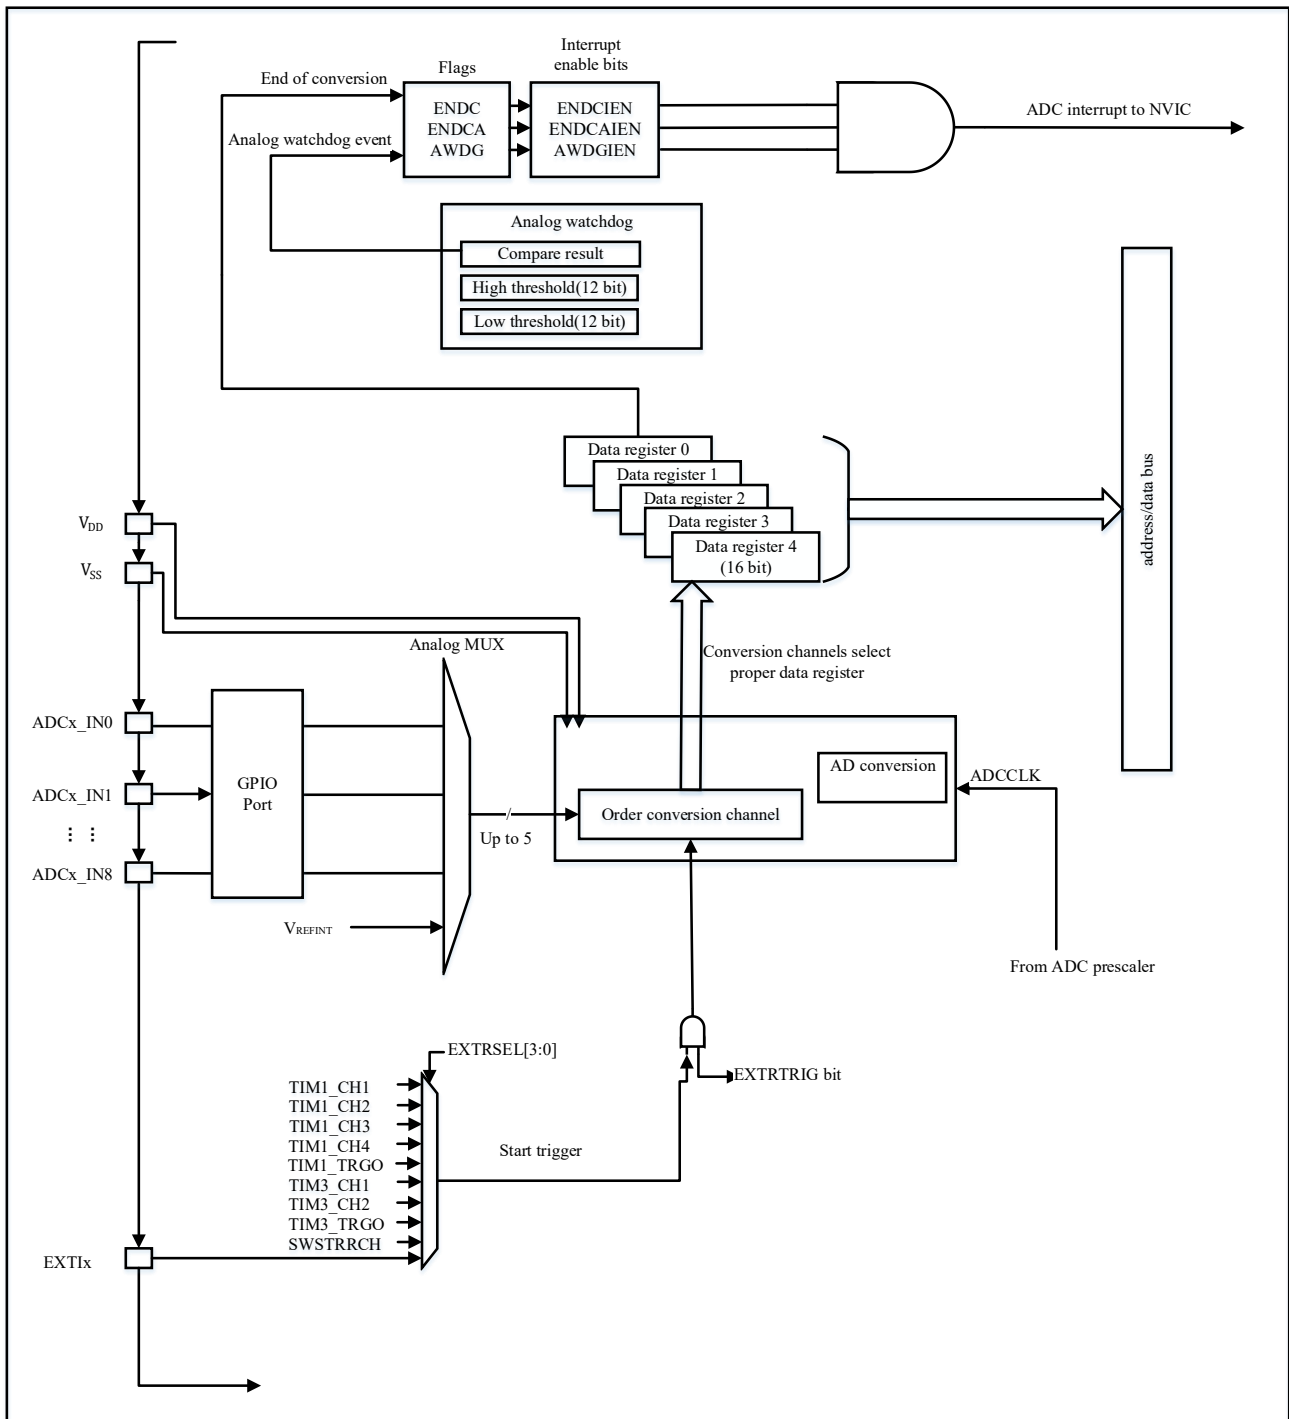 Interrupt
enable bits
Flags
End of conversion
ENDC
ENDCA
AWDG
ENDCIEN
ENDCAIEN
AWDGIEN
ADC interrupt to NVIC
Analog watchdog event
Analog watchdog
Compare result
High threshold(12 bit)
Low threshold(12 bit)
Data register 0
Data register 1
Data register 2
Data register 3
Data register 4
(16 bit)
address/data bus
VDD
VSS
Analog MUX
Conversion channels select
proper data register
ADCx_IN0
ADCx_IN1
⋮ ⋮
ADCx_IN8
GPIO
Port
Up to 5
Order conversion channel
AD conversion
ADCCLK
VREFINT
From ADC prescaler
EXTRSEL[3:0]
EXTRTRIG bit
TIM1_CH1
TIM1_CH2
TIM1_CH3
TIM1_CH4
TIM1_TRGO
TIM3_CH1
TIM3_CH2
TIM3_TRGO
SWSTRRCH
Start trigger
EXTIx